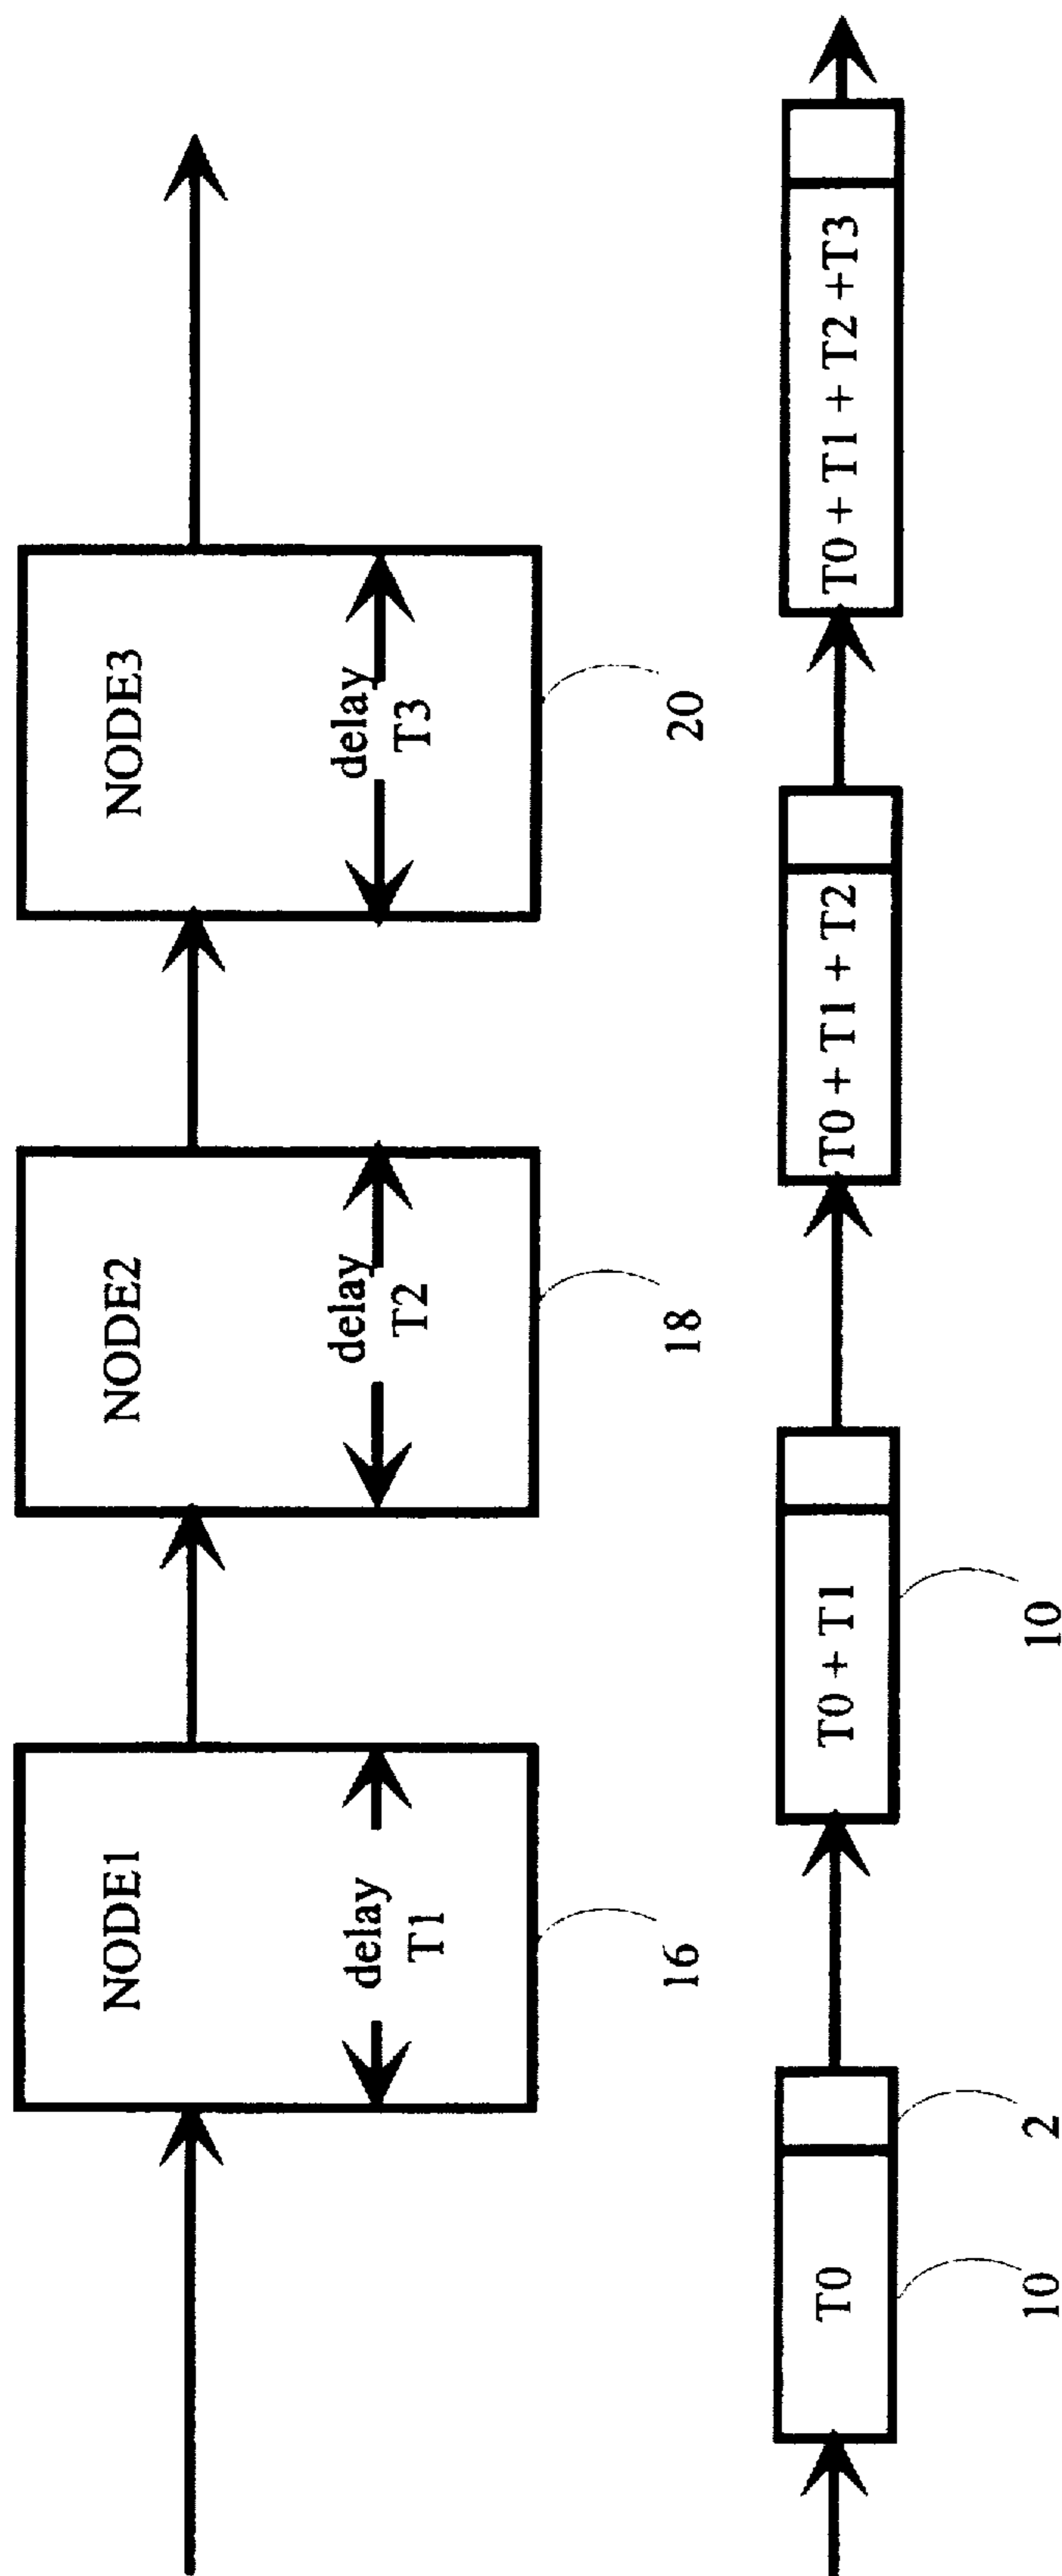 NODE1
delay
T1
16
NODE2
delay
T2
18
NODE3
delay
T3
20
T0
10
2
T0 + T1
10
T0 + T1 + T2
T0 + T1 + T2 +T3